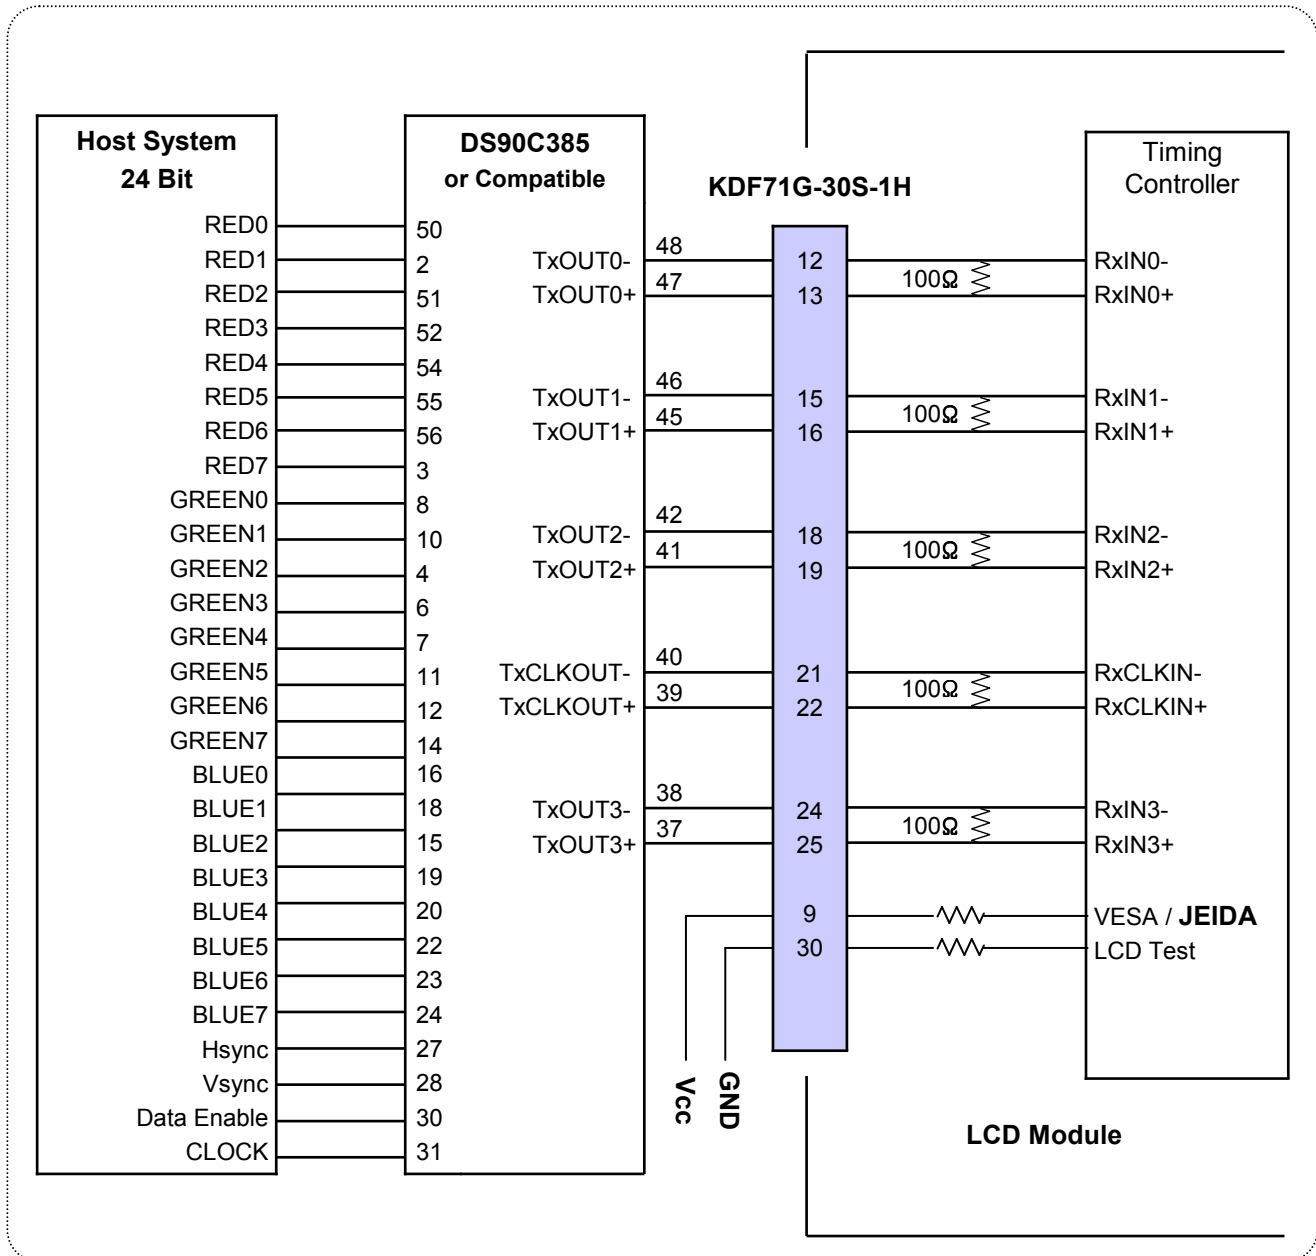 Host System
24 Bit
RED0
RED1
RED2
RED3
RED4
RED5
RED6
RED7
GREEN0
GREEN1
GREEN2
GREEN3
GREEN4
GREEN5
GREEN6
GREEN7
BLUE0
BLUE1
BLUE2
BLUE3
BLUE4
BLUE5
BLUE6
BLUE7
Hsync
Vsync
Data Enable
CLOCK
DS90C385
or Compatible
50
2
51
52
54
55
56
3
8
10
4
6
7
11
12
14
16
18
15
19
20
22
23
24
27
28
30
31
TxOUT0-
TxOUT0+
TxOUT1-
TxOUT1+
TxOUT2-
TxOUT2+
TxCLKOUT-
TxCLKOUT+
TxOUT3-
TxOUT3+
48
47
46
45
42
41
40
39
38
37
Vcc
GND
KDF71G-30S-1H
12
13
15
16
18
19
21
22
24
25
9
30
100Ω
100Ω
100Ω
100Ω
100Ω
Timing
Controller
RxIN0-
RxIN0+
RxIN1-
RxIN1+
RxIN2-
RxIN2+
RxCLKIN-
RxCLKIN+
RxIN3-
RxIN3+
VESA / JEIDA
LCD Test
LCD Module